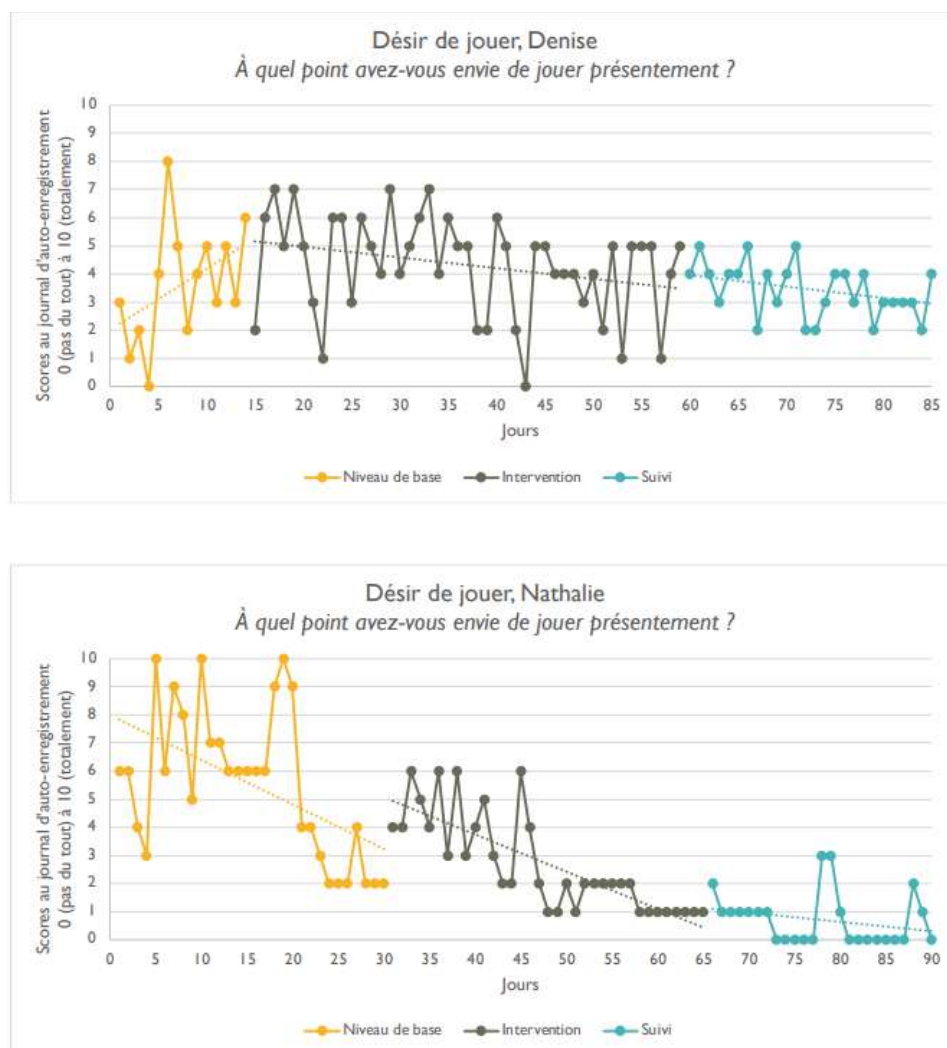 Désir de jouer, Denise
À quel point avez-vous envie de jouer présentement ?
Scores au journal d'auto-enregistrement
0 (pas du tout) à 10 (totalement)
10
9
8
7
6
5
4
3
2
1
0
0 5 10 15 20 25 30 35 40 45 50 55 60 65 70 75 80 85
Jours
Niveau de base Intervention Suivi
Désir de jouer, Nathalie
À quel point avez-vous envie de jouer présentement ?
Scores au journal d'auto-enregistrement
0 (pas du tout) à 10 (totalement)
10
9
8
7
6
5
4
3
2
1
0
0 5 10 15 20 25 30 35 40 45 50 55 60 65 70 75 80 85 90
Jours
Niveau de base Intervention Suivi